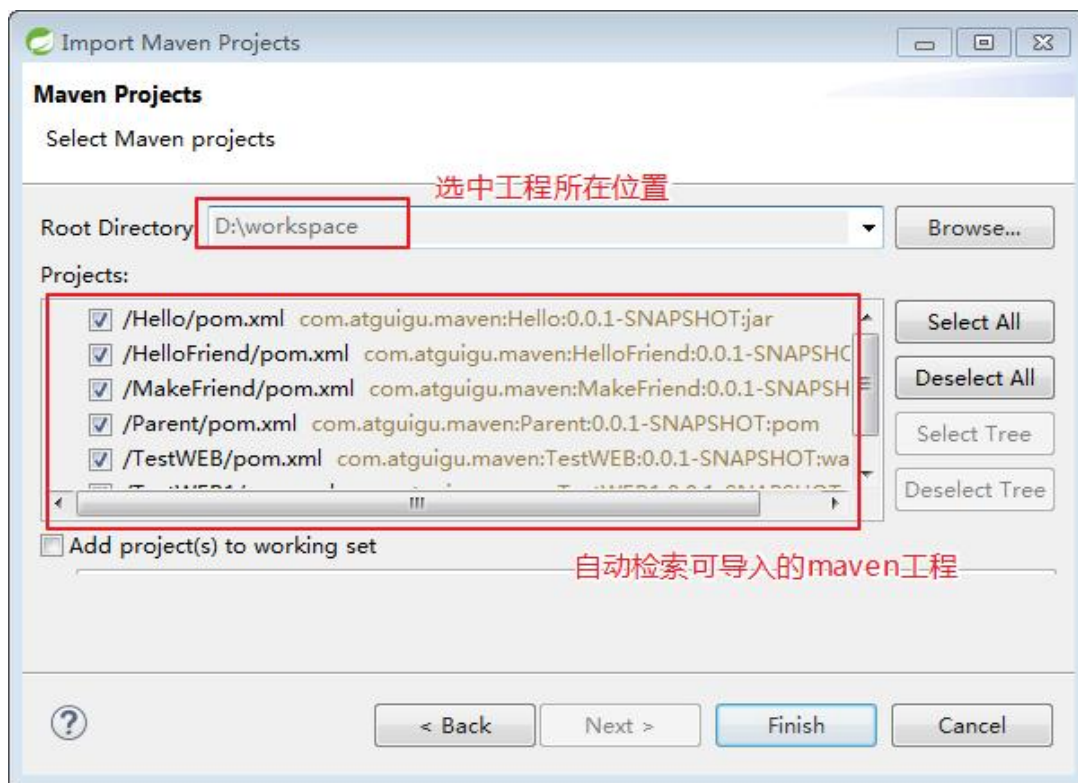 Import Maven Projects
Maven Projects
Select Maven projects
选中工程所在位置
Root Directory D:\workspace Browse...
Projects:
/Hello/pom.xml com.atguigu.maven:Hello:0.0.1-SNAPSHOT:jar
/HelloFriend/pom.xml com.atguigu.maven:HelloFriend:0.0.1-SNAPSHO
/MakeFriend/pom.xml com.atguigu.maven:MakeFriend:0.0.1-SNAPSH
/Parent/pom.xml com.atguigu.maven:Parent:0.0.1-SNAPSHOT:pom
/TestWEB/pom.xml com.atguigu.maven:TestWEB:0.0.1-SNAPSHOT:wa
Select All
Deselect All
Select Tree
Deselect Tree
Add project(s) to working set
自动检索可导入的maven工程
< Back Next > Finish Cancel